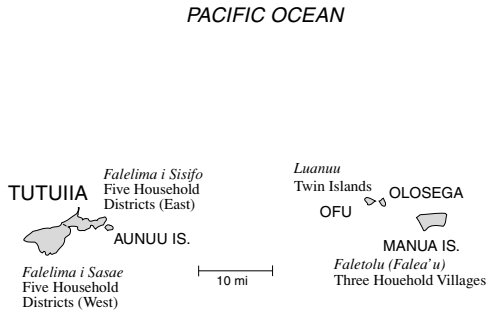 PACIFIC OCEAN
Falelima i Sisifo
Five Household
Districts (East)
TUTUIIA
AUNUU IS.
Falelima i Sasae
Five Household
Districts (West)
10 mi
Luanuu
Twin Islands
OLOSEGA
OFU
MANUA IS.
Faletolu (Falea'u)
Three Houehold Villages